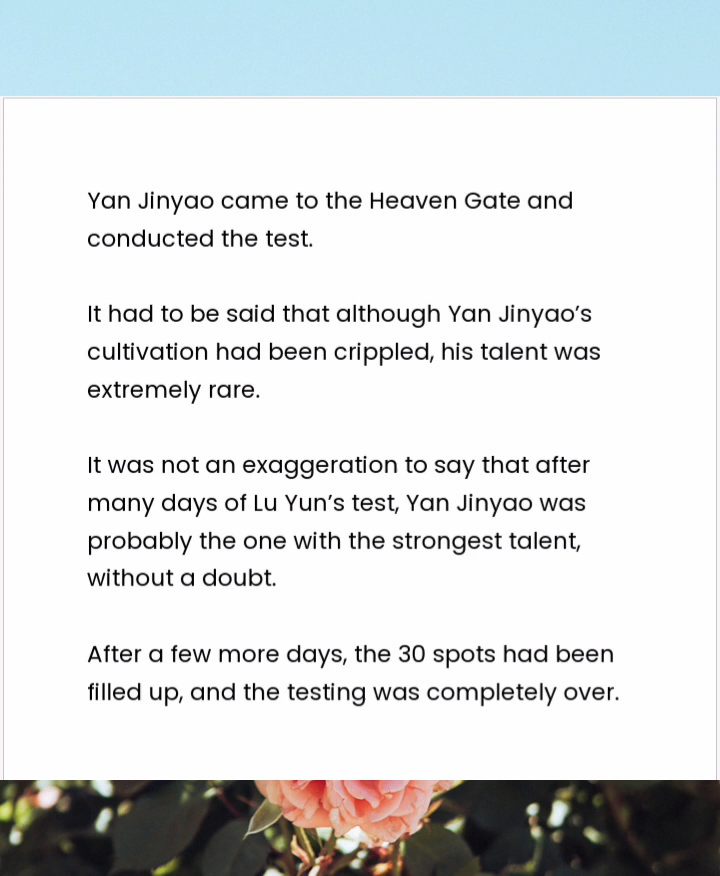 Yan Jinyao came to the Heaven Gate and
conducted the test.
It had to be said that although Yan Jinyao’s
cultivation had been crippled, his talent was
extremely rare.
It was not an exaggeration to say that after
many days of Lu Yun’s test, Yan Jinyao was
probably the one with the strongest talent,
without a doubt.
After a few more days, the 30 spots had been
filled up, and the testing was completely over.